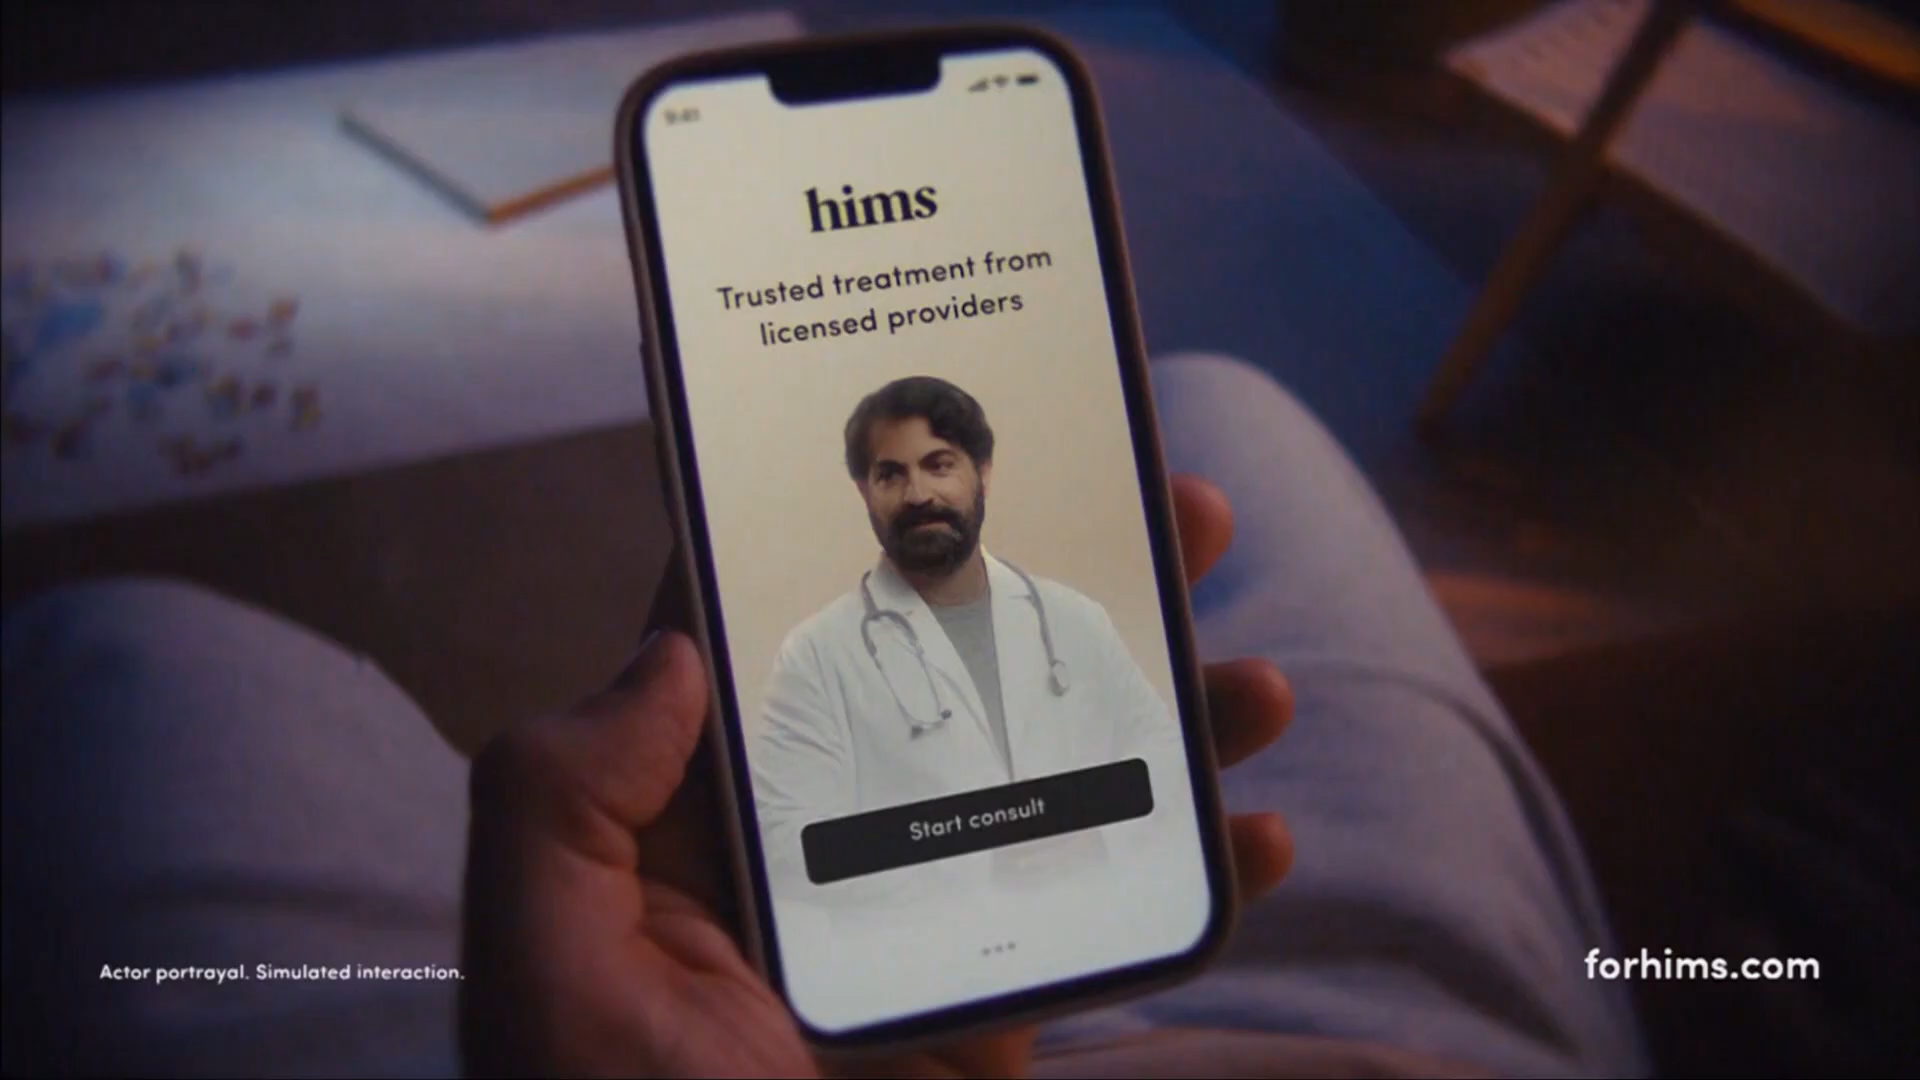 hims
Trusted treatment from
licensed providers
Start consult
Actor portrayal. Simulated interaction.
forhims.com